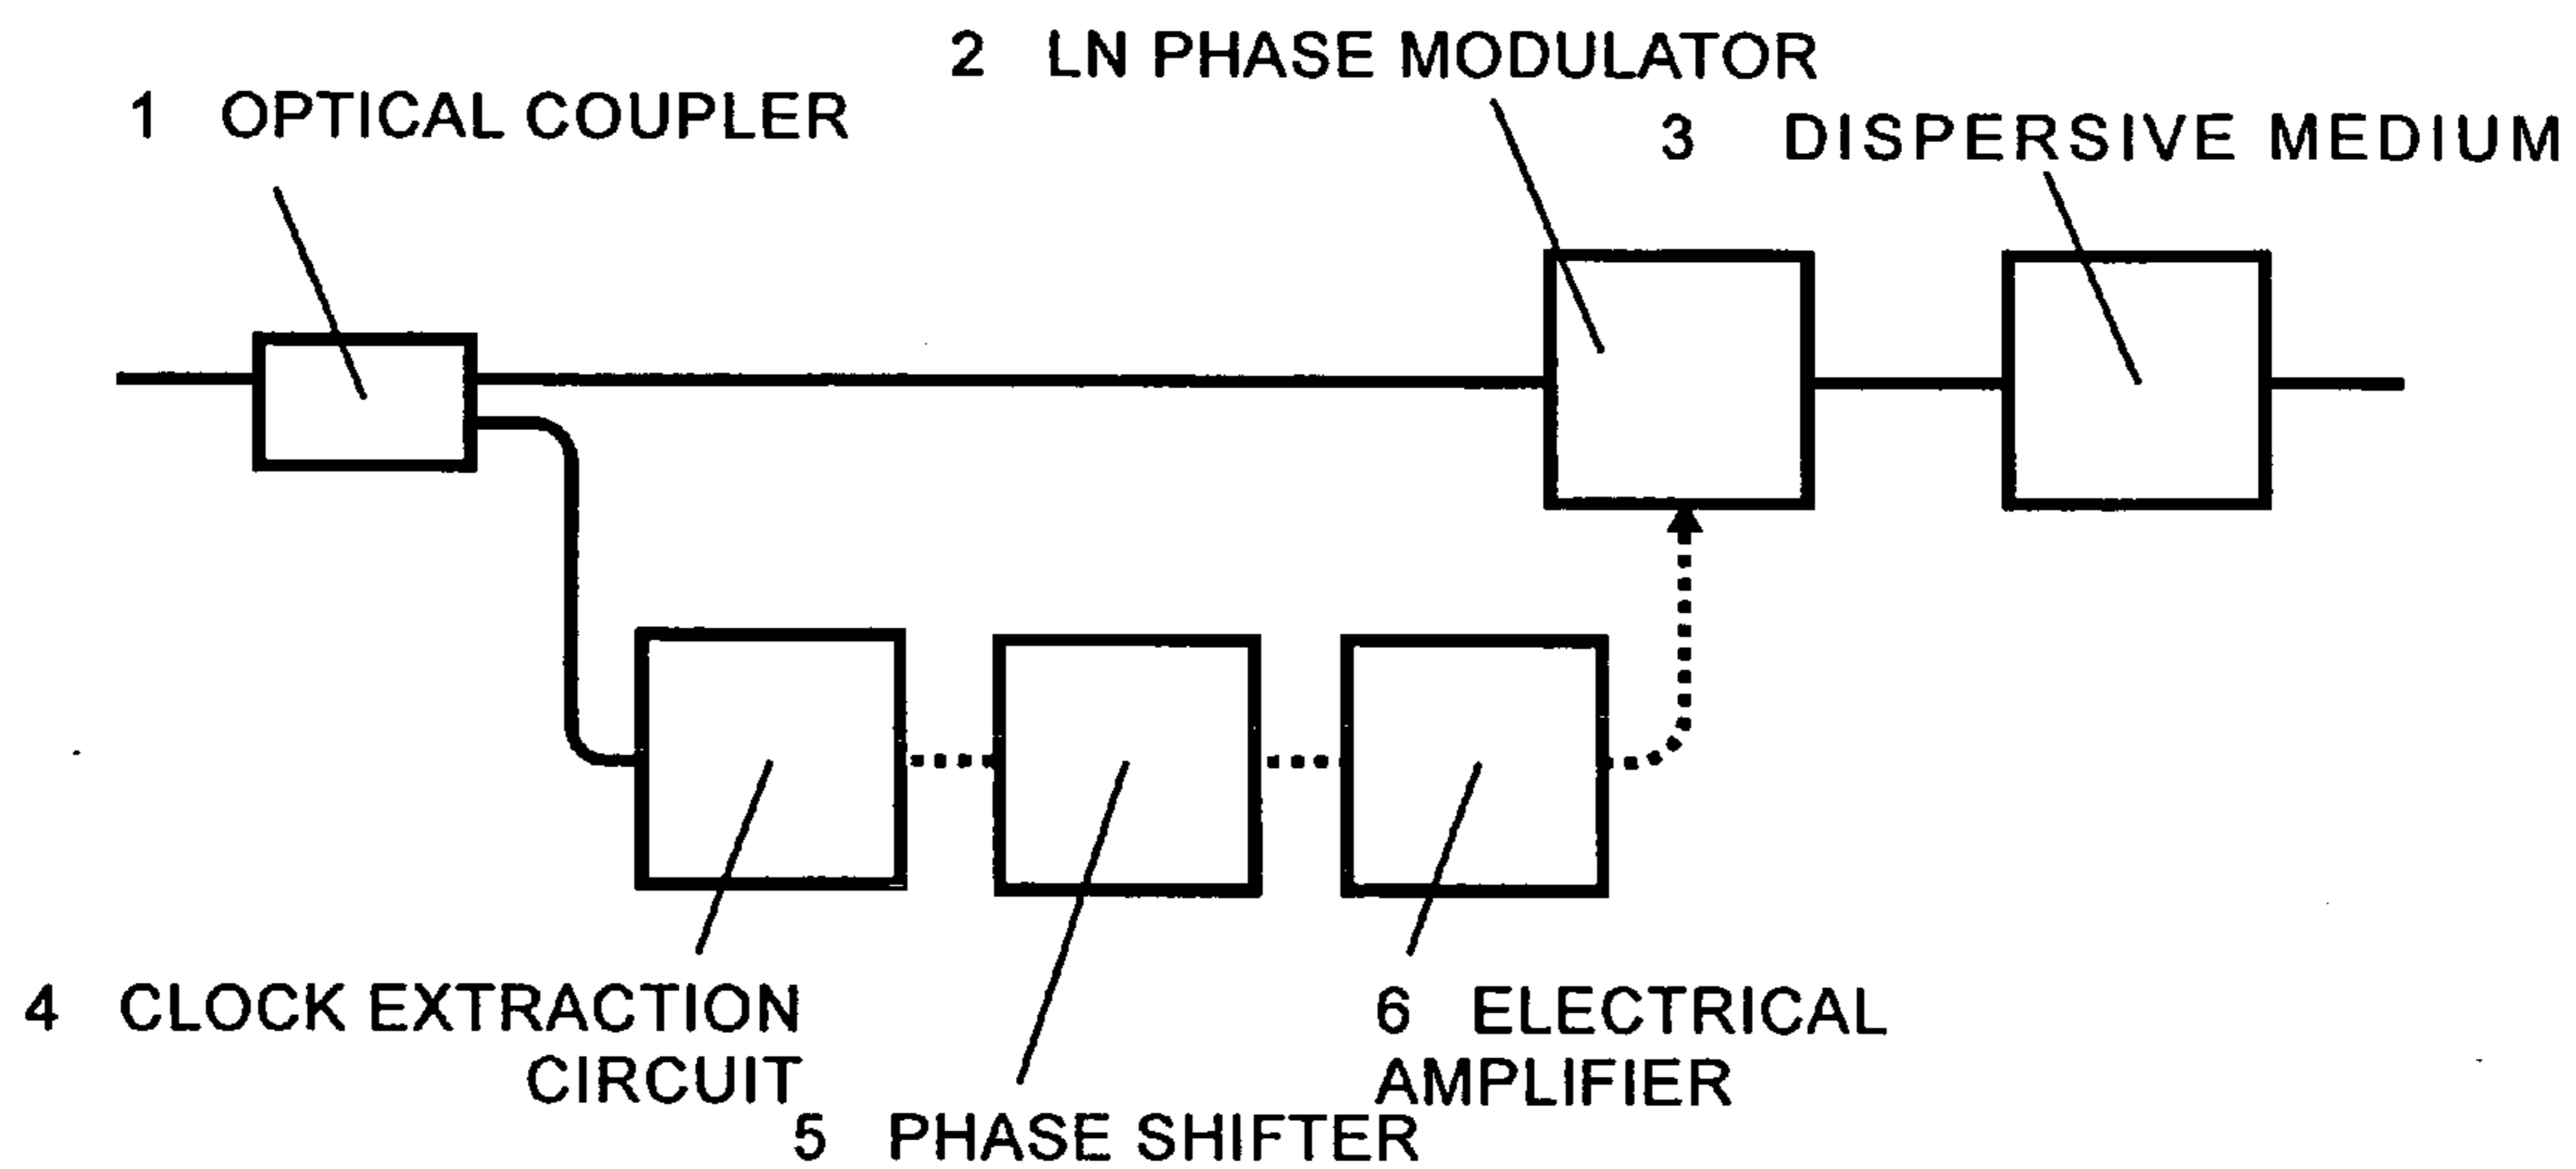 2 LN PHASE MODULATOR
1 OPTICAL COUPLER
3 DISPERSIVE MEDIUM
4 CLOCK EXTRACTION
CIRCUIT
6 ELECTRICAL
AMPLIFIER
5 PHASE SHIFTER